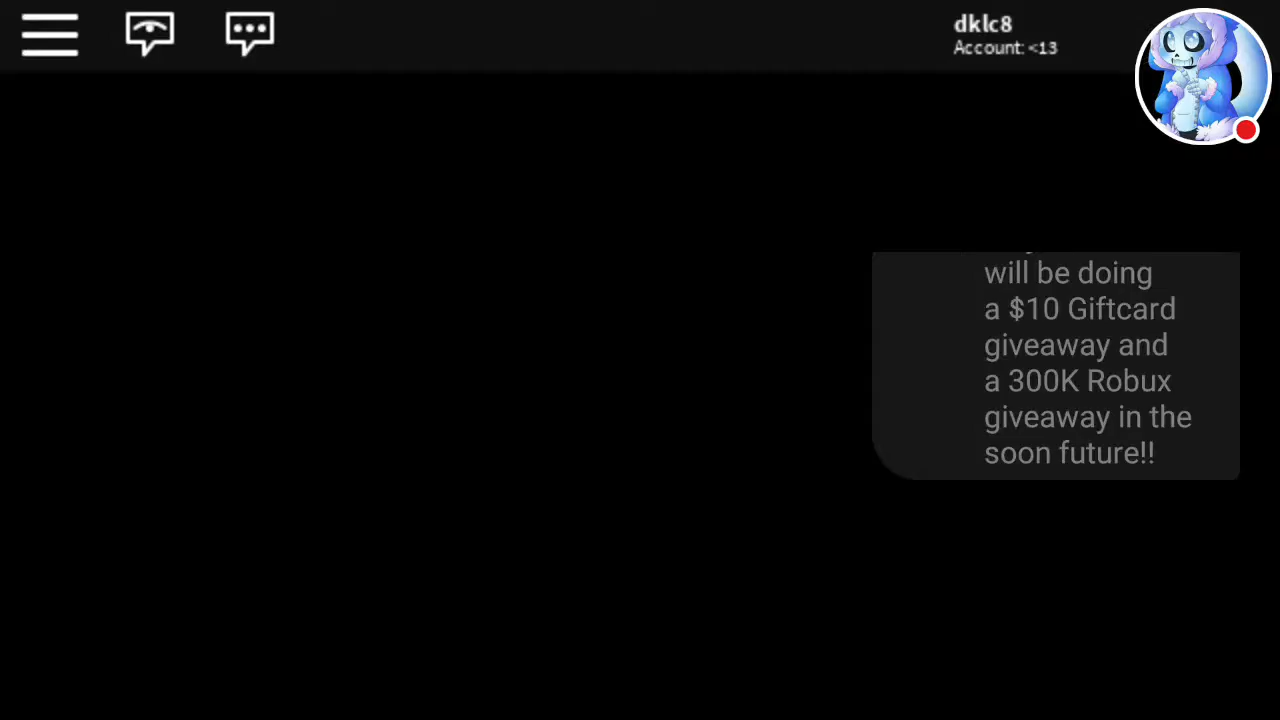 dklc8
Account: <13
will be doing
a $10 Giftcard
giveaway and
a 300K Robux
giveaway in the
soon future!!